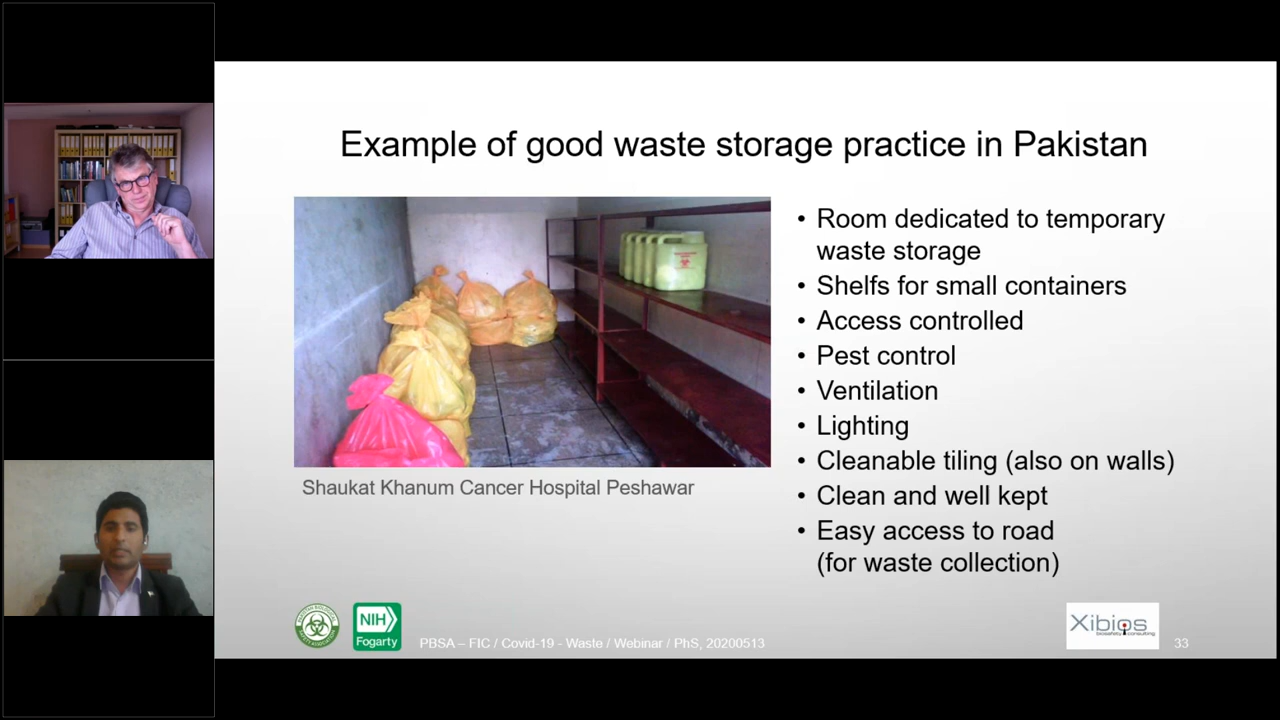 Example of good waste storage practice in Pakistan
• Room dedicated to temporary
waste storage
• Shelfs for small containers
• Access controlled
• Pest control
• Ventilation
• Lighting
• Cleanable tiling (also on walls)
• Clean and well kept
• Easy access to road
(for waste collection)
Shaukat Khanum Cancer Hospital Peshawar
NIH
Fogarty
PBSA – FIC / Covid-19 - Waste / Webinar / PhS, 20200513
Xibios
biosafety consulting
33